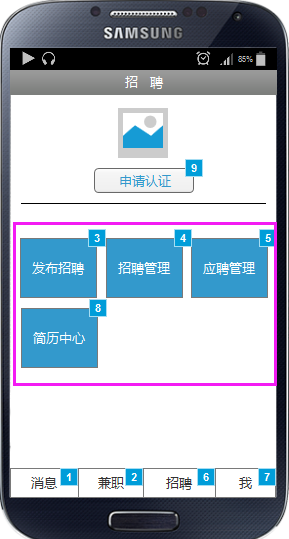 SAMSUNG
85%
招 聘
9
申请认证
3 4 5
发布招聘 招聘管理 应聘管理
8
简历中心
1 2 6 7
消息 兼职 招聘 我